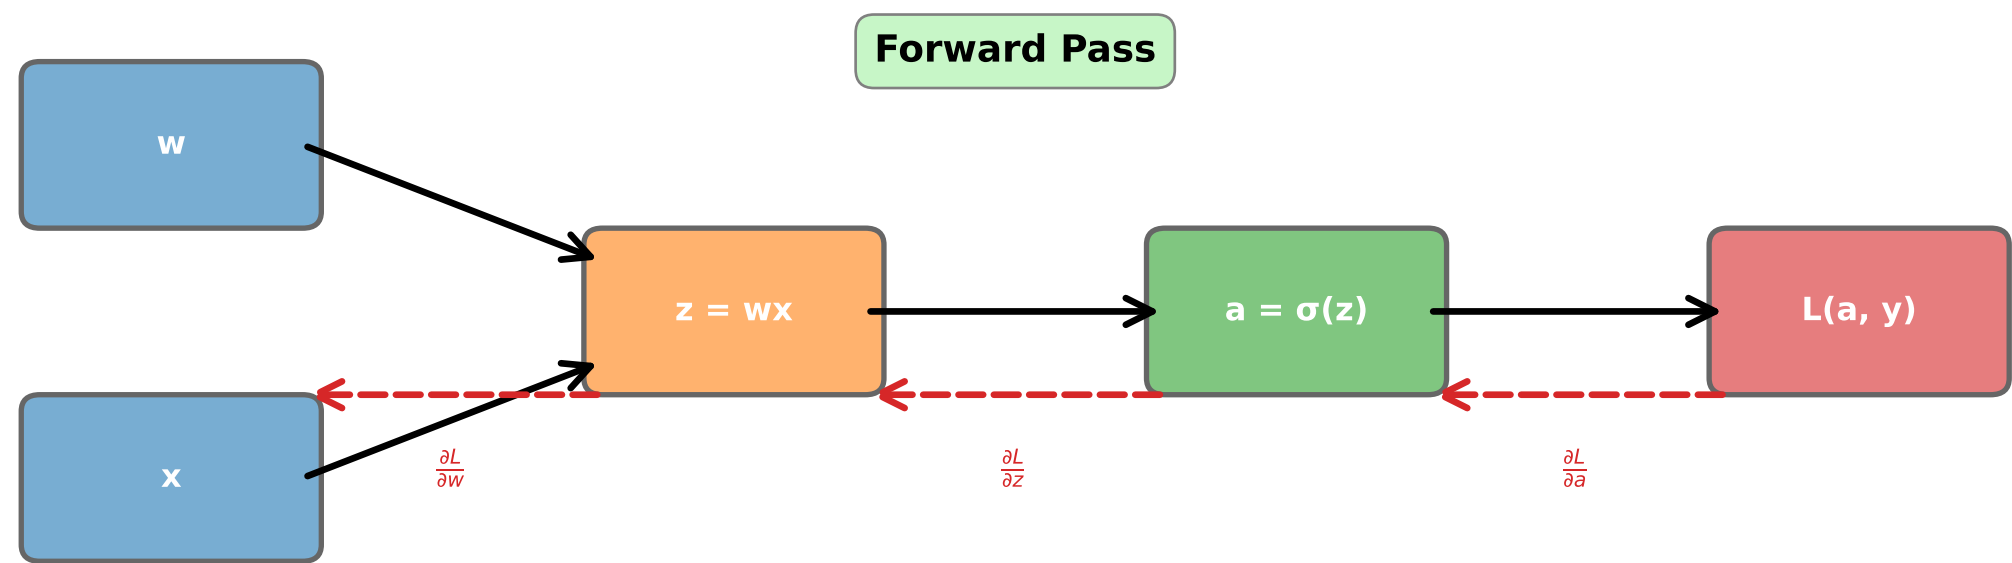 Forward Pass
w
z = wx
a = σ(z)
L(a, y)
x
∂L
∂w
∂L
∂z
∂L
∂a